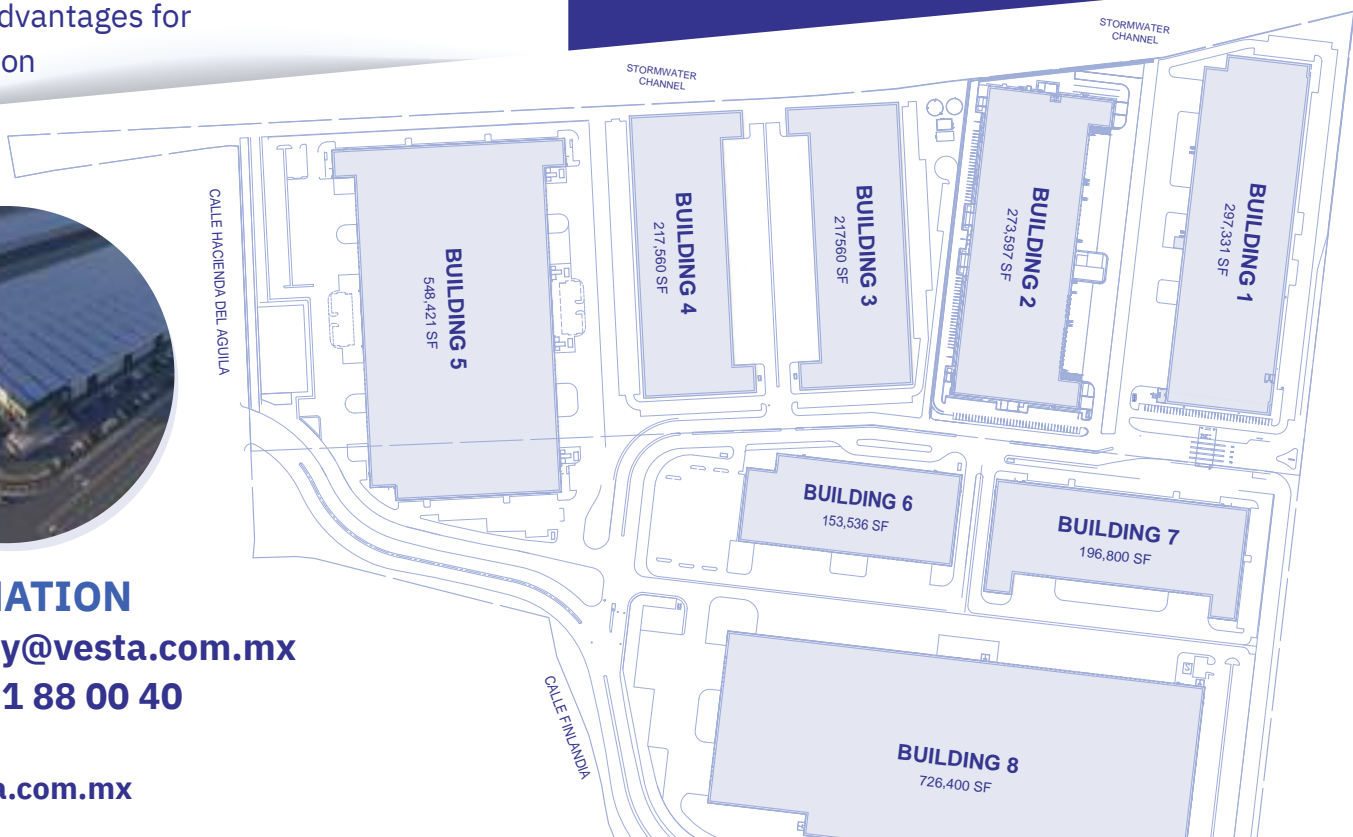 dvantages for
on
STORMWATER
CHANNEL
STORMWATER
CHANNEL
CALLE HACIENDA DEL AGUILA
BUILDING 5
548,421 SF
BUILDING 4
217,560 SF
BUILDING 3
217560 SF
BUILDING 2
273,597 SF
BUILDING 1
297,331 SF
BUILDING 6
153,536 SF
BUILDING 7
196,800 SF
MATION
y@vesta.com.mx
1 88 00 40
a.com.mx
CALLE FINLANDIA
BUILDING 8
726,400 SF